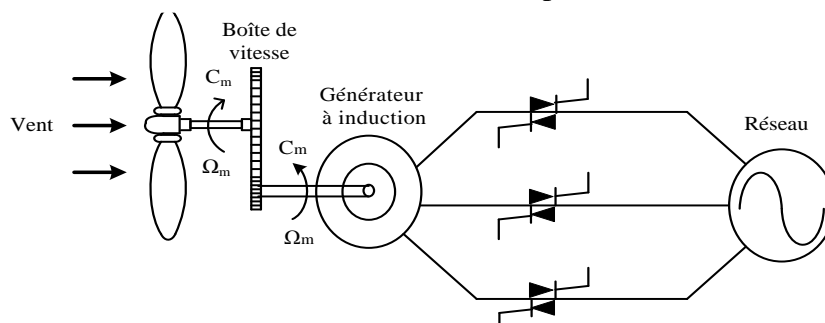 Boîte de
vitesse
Cm
Générateur
à induction
Vent
Ωm
Cm
Ωm
Réseau